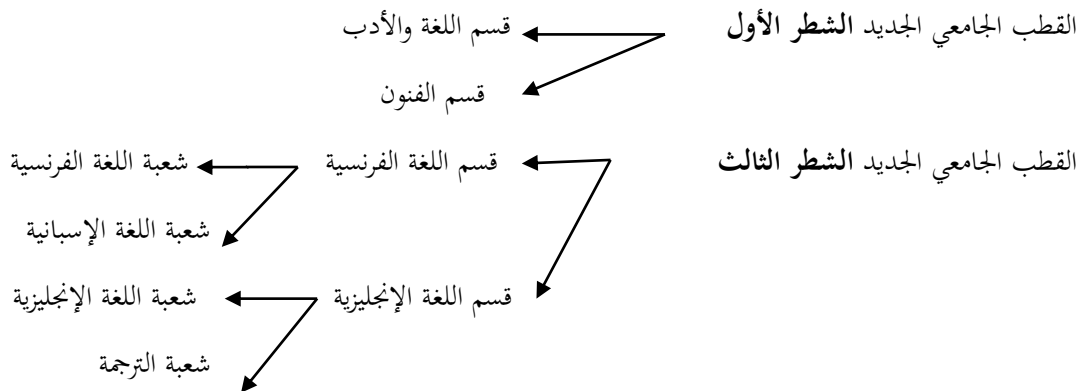 القطب الجامعي الجديد الشطر الأول قسم اللغة والأدب
قسم الفنون
القطب الجامعي الجديد الشطر الثالث قسم اللغة الفرنسية شعبة اللغة الفرنسية
شعبة اللغة الإسبانية
قسم اللغة الإنجليزية شعبة اللغة الإنجليزية
شعبة الترجمة